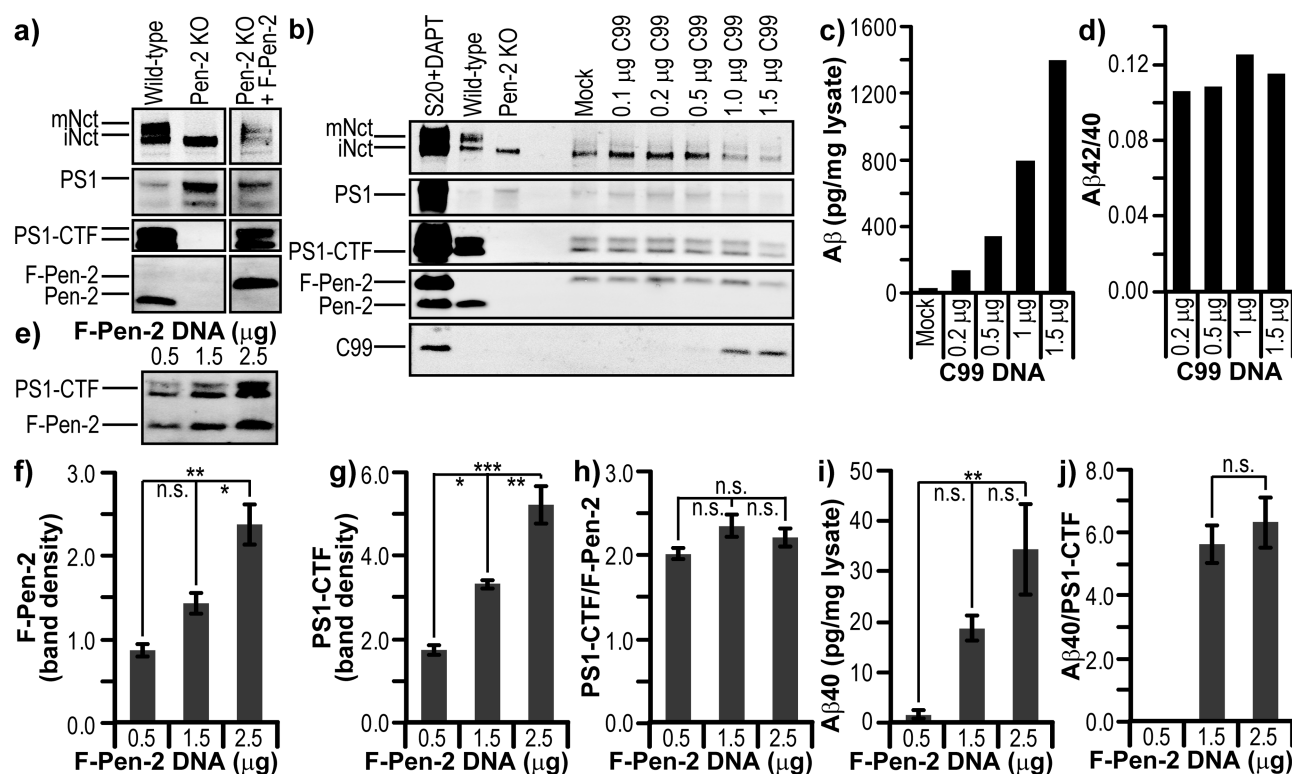 a)
Wild-type
Pen-2 KO
Pen-2 KO
+ F-Pen-2
mNct
iNct
PS1
PS1-CTF
F-Pen-2
Pen-2
b)
S20+DAPT
Wild-type
Pen-2 KO
Mock
0.1 μg C99
0.2 μg C99
0.5 μg C99
1.0 μg C99
1.5 μg C99
mNct
iNct
PS1
PS1-CTF
F-Pen-2
Pen-2
C99
c)
Aβ (pg/mg lysate)
1600
1200
800
400
0
Mock
0.2 μg
0.5 μg
1 μg
1.5 μg
C99 DNA
d)
Aβ42/40
0.12
0.08
0.04
0.00
0.2 μg
0.5 μg
1 μg
1.5 μg
C99 DNA
e)
F-Pen-2 DNA (μg)
0.5 1.5 2.5
PS1-CTF
F-Pen-2
f)
F-Pen-2
(band density)
3.0
2.0
1.0
0.0
**
n.s. *
0.5 1.5 2.5
F-Pen-2 DNA (μg)
g)
PS1-CTF
(band density)
6.0
4.0
2.0
0.0
***
* **
0.5 1.5 2.5
F-Pen-2 DNA (μg)
h)
PS1-CTF/F-Pen-2
3.0
2.0
1.0
0.0
n.s.
n.s. n.s.
0.5 1.5 2.5
F-Pen-2 DNA (μg)
i)
Aβ40 (pg/mg lysate)
50
40
30
20
10
0
**
n.s. n.s.
0.5 1.5 2.5
F-Pen-2 DNA (μg)
j)
Aβ40/PS1-CTF
8.0
6.0
4.0
2.0
0.0
n.s.
0.5 1.5 2.5
F-Pen-2 DNA (μg)